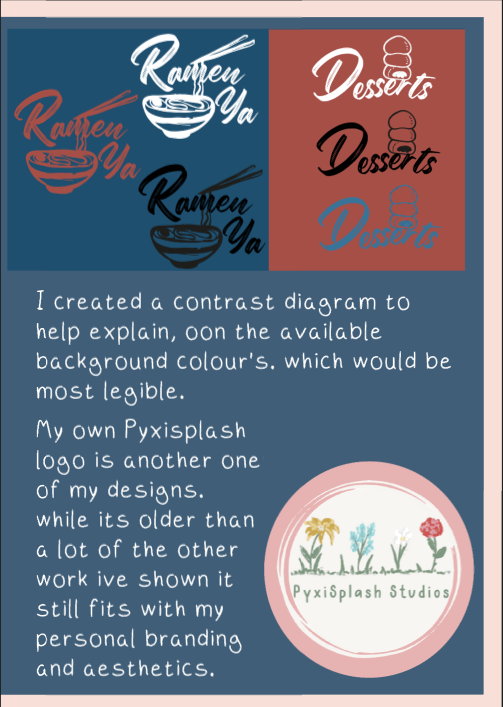 Ramen
Ya
Ramen
Ya
Ramen
Ya
Desserts
Desserts
Desserts
I created a contrast diagram to
help explain, oon the available
background colour's. which would be
most legible.
My own Pyxisplash
logo is another one
of my designs.
while its older than
a lot of the other
work ive shown it
still fits with my
personal branding
and aesthetics.
PyxiSplash Studios